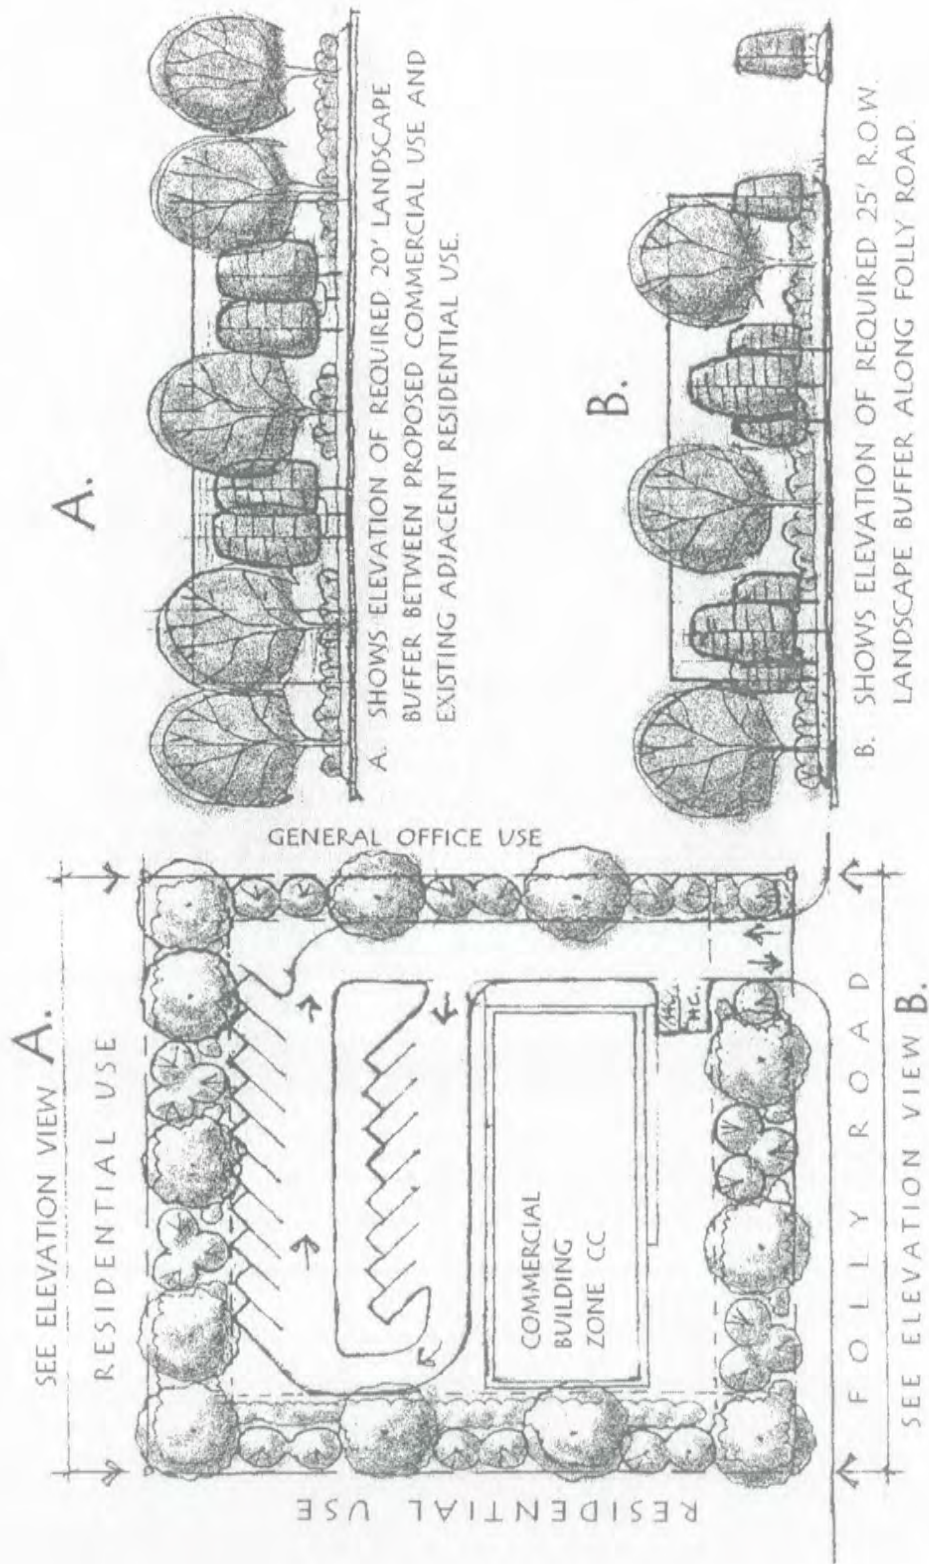 SEE ELEVATION VIEW A.
RESIDENTIAL USE
RESIDENTIAL USE
GENERAL OFFICE USE
COMMERCIAL
BUILDING
ZONE CC
H.C.
H.C.
FOLLY ROAD
SEE ELEVATION VIEW B.
A.
A. SHOWS ELEVATION OF REQUIRED 20' LANDSCAPE
BUFFER BETWEEN PROPOSED COMMERCIAL USE AND
EXISTING ADJACENT RESIDENTIAL USE.
B.
B. SHOWS ELEVATION OF REQUIRED 25' R.O.W.
LANDSCAPE BUFFER ALONG FOLLY ROAD.